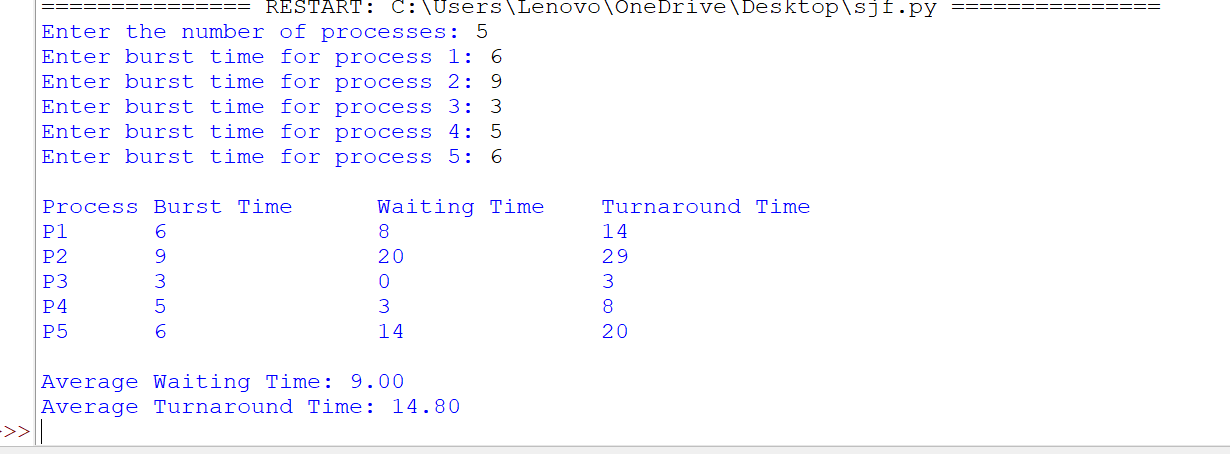 =============== RESTART: C:\Users\Lenovo\OneDrive\Desktop\sjf.py ===============
Enter the number of processes: 5
Enter burst time for process 1: 6
Enter burst time for process 2: 9
Enter burst time for process 3: 3
Enter burst time for process 4: 5
Enter burst time for process 5: 6

Process Burst Time      Waiting Time    Turnaround Time
P1      6               8               14
P2      9               20              29
P3      3               0               3
P4      5               3               8
P5      6               14              20

Average Waiting Time: 9.00
Average Turnaround Time: 14.80
>>>